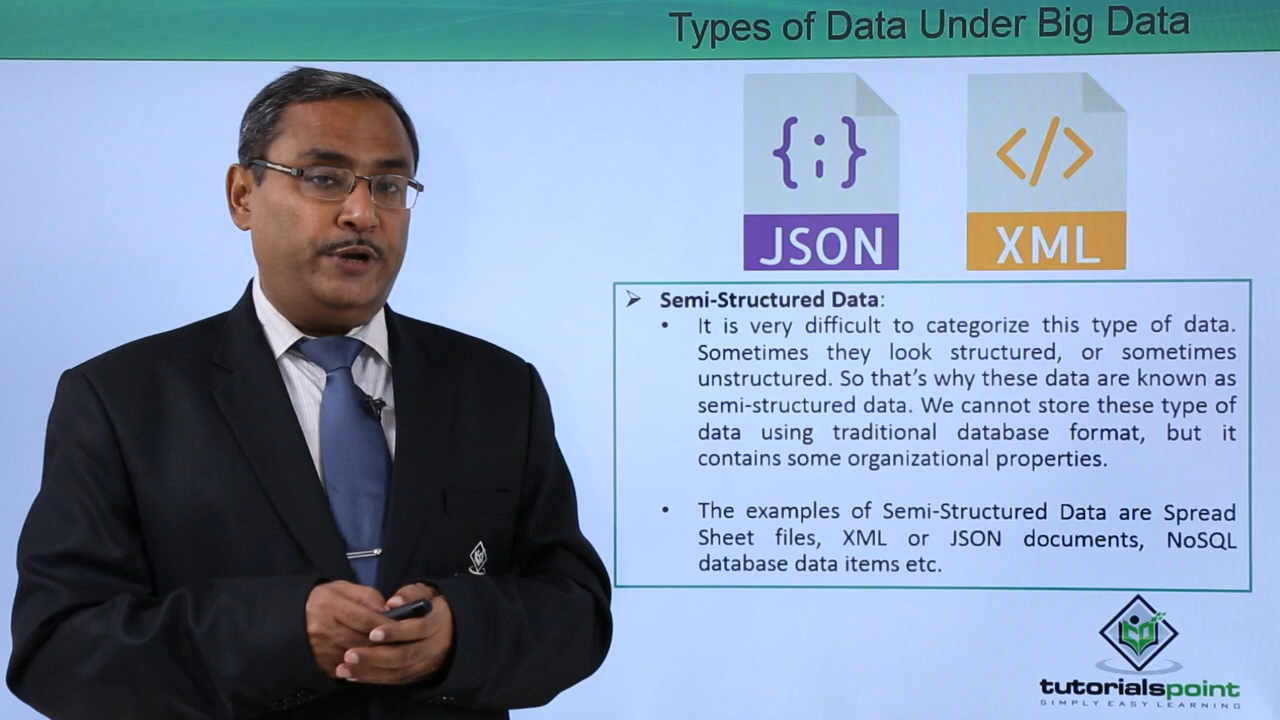 Types of Data Under Big Data
{;}
</>
JSON
XML
➢ Semi-Structured Data:
• It is very difficult to categorize this type of data.
Sometimes they look structured, or sometimes
unstructured. So that's why these data are known as
semi-structured data. We cannot store these type of
data using traditional database format, but it
contains some organizational properties.
• The examples of Semi-Structured Data are Spread
Sheet files, XML or JSON documents, NoSQL
database data items etc.
tutorialspoint
SIMPLY EASY LEARNING